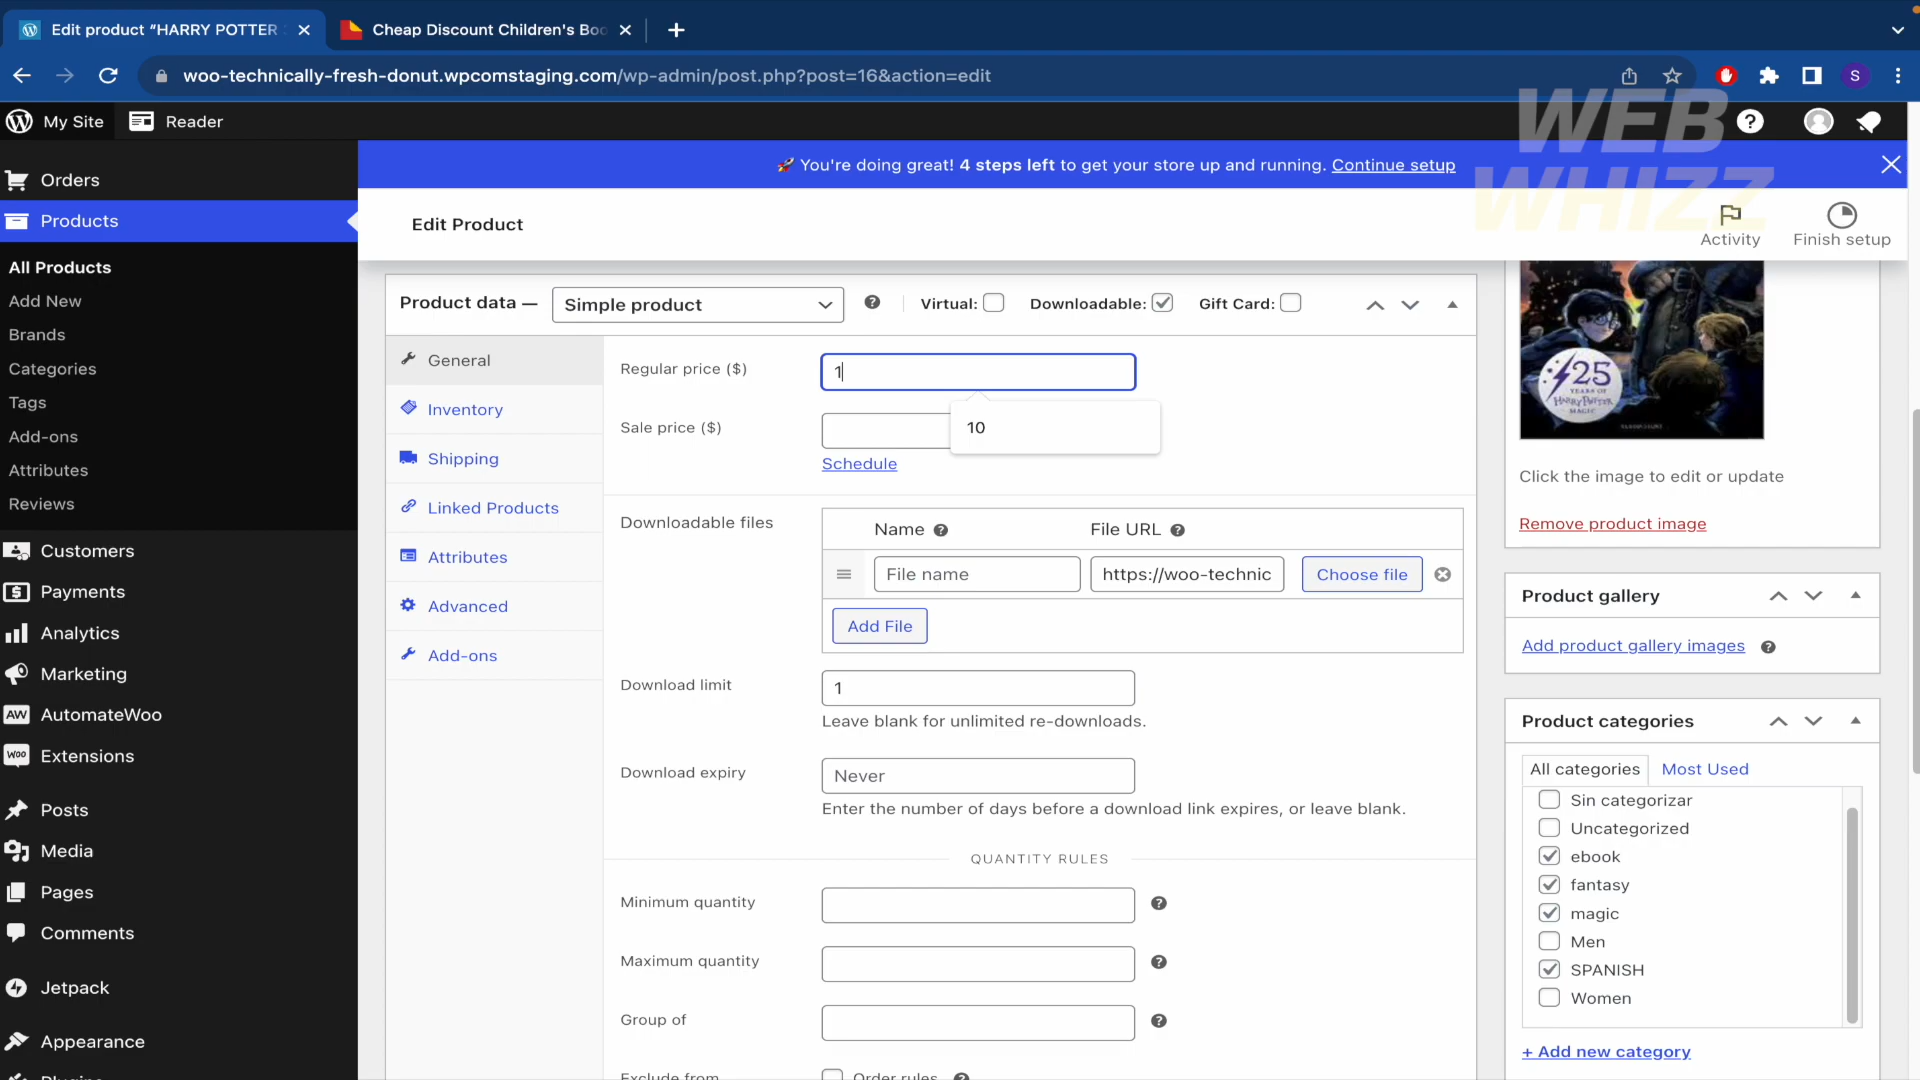 Edit product “HARRY POTTER
Cheap Discount Children's Boo
woo-technically-fresh-donut.wpcomstaging.com/wp-admin/post.php?post=16&action=edit
S
My Site
Reader
WEB
WHIZZ
🚀 You're doing great! 4 steps left to get your store up and running. Continue setup
Edit Product
Activity
Finish setup
Orders
Products
All Products
Add New
Brands
Categories
Tags
Add-ons
Attributes
Reviews
Customers
Payments
Analytics
Marketing
AutomateWoo
Extensions
Posts
Media
Pages
Comments
Jetpack
Appearance
Product data — Simple product Virtual: Downloadable: Gift Card:
General
Inventory
Shipping
Linked Products
Attributes
Advanced
Add-ons
Regular price ($) 1
10
Sale price ($)
Schedule
Downloadable files
Name File URL
File name https://woo-technic Choose file
Add File
Download limit 1
Leave blank for unlimited re-downloads.
Download expiry Never
Enter the number of days before a download link expires, or leave blank.
QUANTITY RULES
Minimum quantity
Maximum quantity
Group of
Exclude from Order rules
25
YEARS OF
HARRY POTTER
MAGIC
Click the image to edit or update
Remove product image
Product gallery
Add product gallery images
Product categories
All categories Most Used
Sin categorizar
Uncategorized
ebook
fantasy
magic
Men
SPANISH
Women
+ Add new category